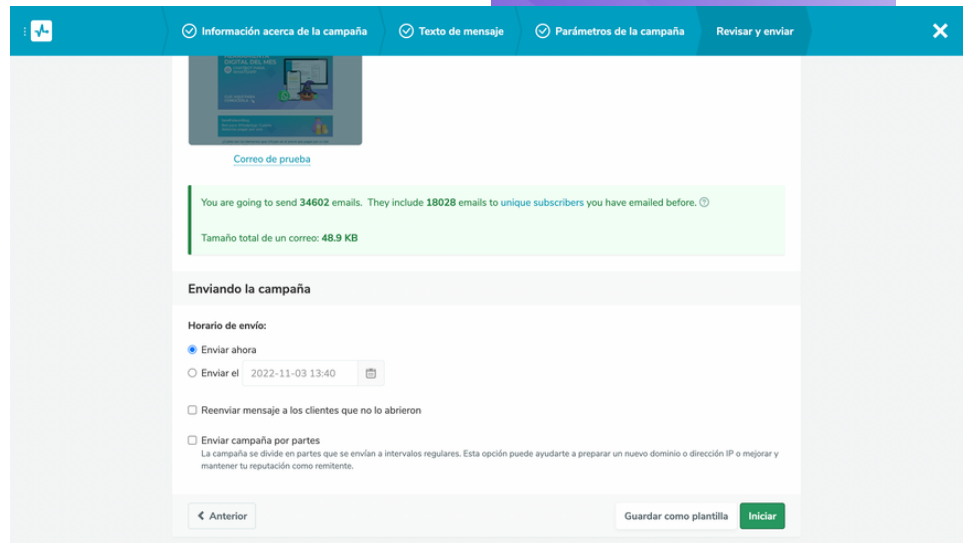 Información acerca de la campaña
Texto de mensaje
Parámetros de la campaña
Revisar y enviar
DIGITAL DEL MES
Correo de prueba
You are going to send 34602 emails. They include 18028 emails to unique subscribers you have emailed before.
Tamaño total de un correo: 48.9 KB
Enviando la campaña
Horario de envío:
Enviar ahora
Enviar el 2022-11-03 13:40
Reenviar mensaje a los clientes que no lo abrieron
Enviar campaña por partes
La campaña se divide en partes que se envían a intervalos regulares. Esta opción puede ayudarte a preparar un nuevo dominio o dirección IP o mejorar y
mantener tu reputación como remitente.
Anterior
Guardar como plantilla
Iniciar